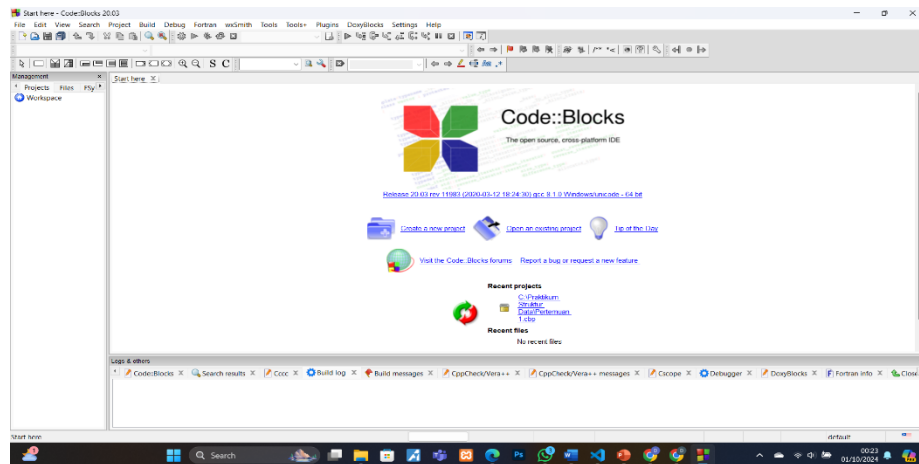 Start here - Code::Blocks 20.03
File Edit View Search Project Build Debug Fortran wxSmith Tools Tools+ Plugins DoxyBlocks Settings Help
S C
Management
Projects Files FSy
Workspace
Start here X
Code::Blocks
The open source, cross-platform IDE
Release 20.03 rev 11983 (2020-03-12 18:24:30) gcc 8.1.0 Windows/unicode - 64 bit
Create a new project Open an existing project Tip of the Day
Visit the Code::Blocks forums Report a bug or request a new feature
Recent projects
C:\Praktikum
Struktur
Data\Pertemuan
1.cbp
Recent files
No recent files
Logs & others
Code::Blocks X Search results X Cccc X Build log X Build messages X CppCheck/Vera++ X CppCheck/Vera++ messages X Cscope X Debugger X DoxyBlocks X Fortran info X Close
Start here default
Search
00:23
01/10/2024